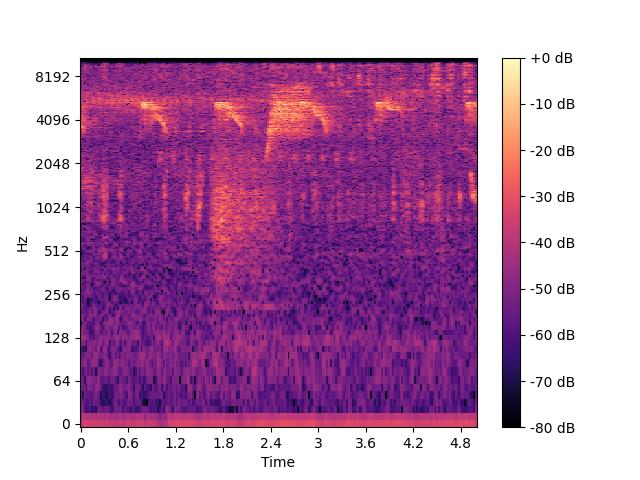 8192
4096
2048
1024
512
256
128
64
0
Hz
0
0.6
1.2
1.8
2.4
3
3.6
4.2
4.8
Time
+0 dB
-10 dB
-20 dB
-30 dB
-40 dB
-50 dB
-60 dB
-70 dB
-80 dB